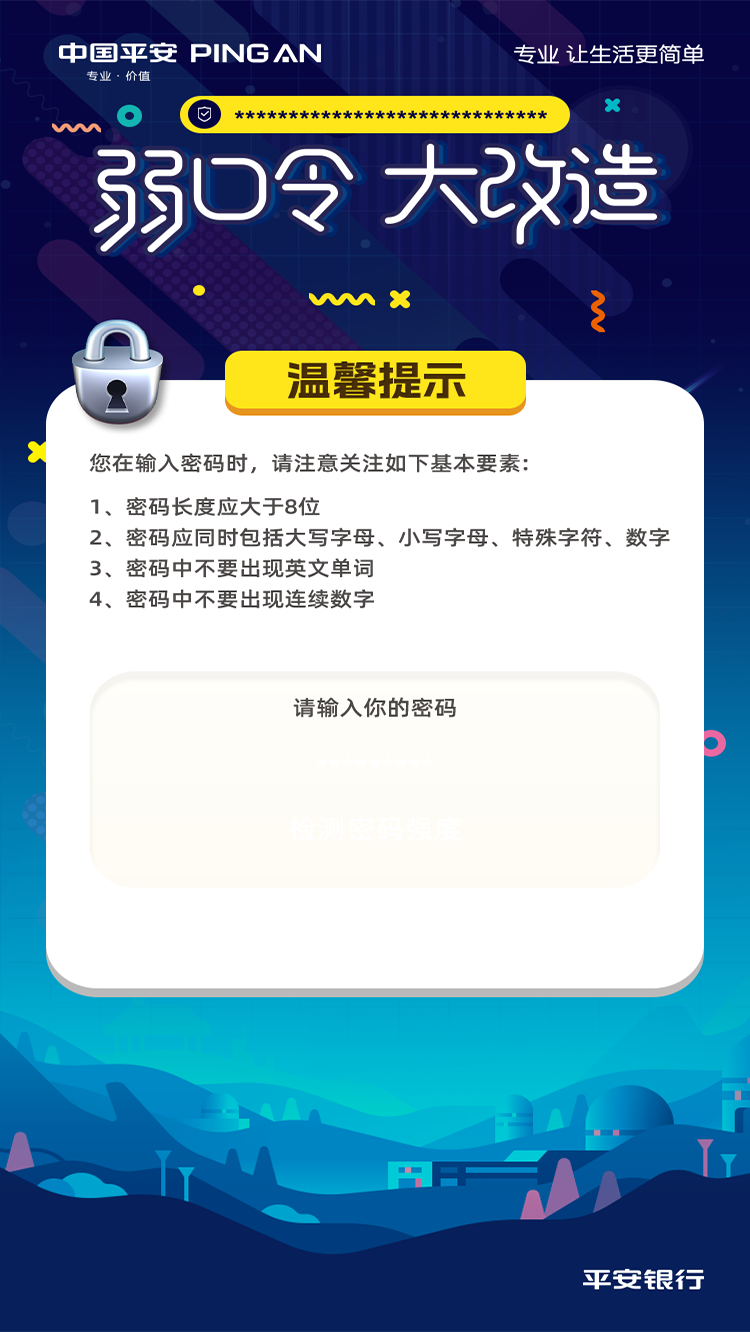 中国平安 PING AN
专业·价值
专业 让生活更简单
*****************************
弱口令 大改造
温馨提示
您在输入密码时，请注意关注如下基本要素：
1、密码长度应大于8位
2、密码应同时包括大写字母、小写字母、特殊字符、数字
3、密码中不要出现英文单词
4、密码中不要出现连续数字
请输入你的密码
检测密码强度
平安银行